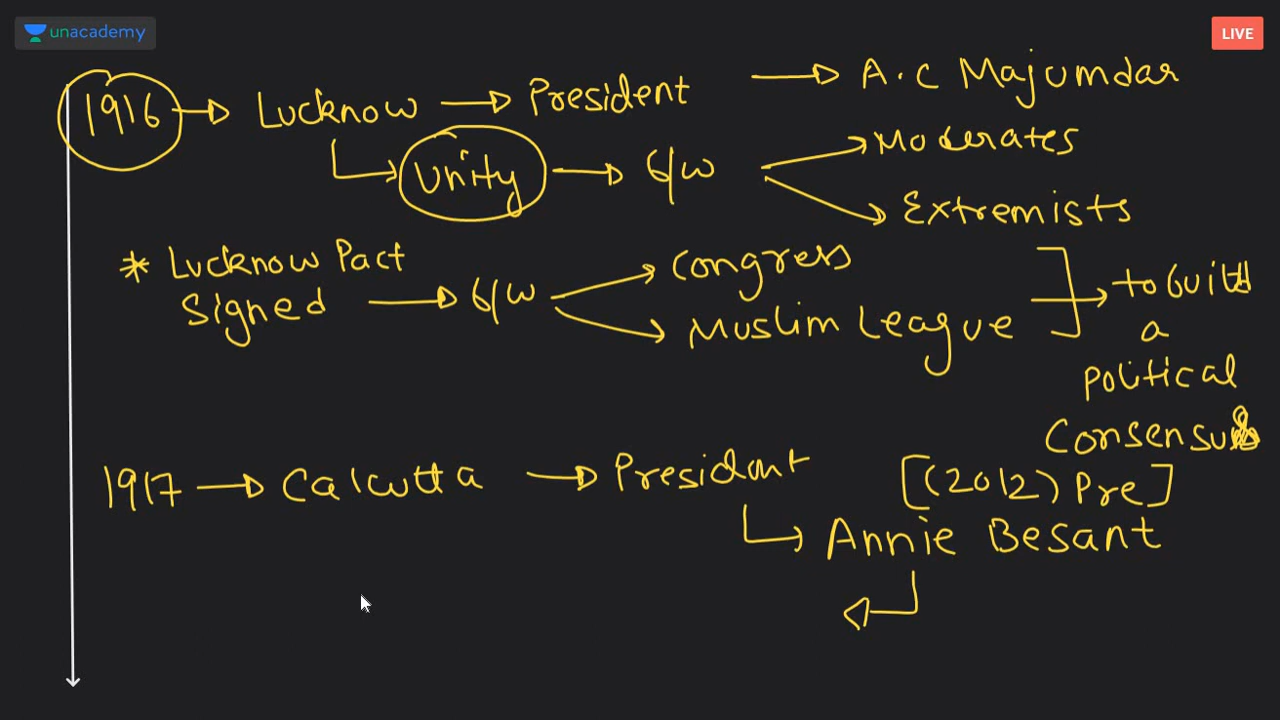 unacademy
LIVE
1916 → Lucknow → President → A.C Majumdar
↳ Unity → b/w → Moderates
→ Extremists
* Lucknow Pact
Signed → b/w → Congress
→ Muslim League
to build
a
political
Consensus
1917 → Calcutta → President [(2012) Pre]
↳ Annie Besant